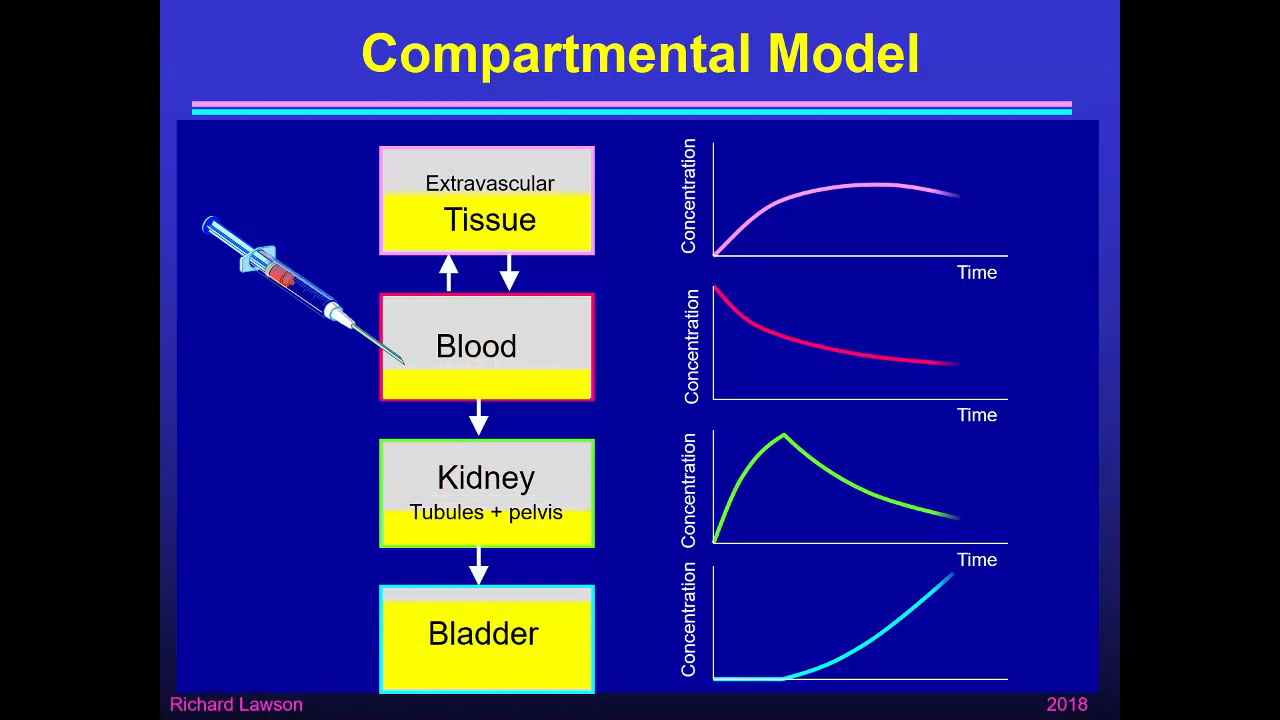 Compartmental Model
Extravascular
Tissue
Blood
Kidney
Tubules + pelvis
Bladder
Concentration
Time
Concentration
Time
Concentration
Time
Concentration
Richard Lawson
2018